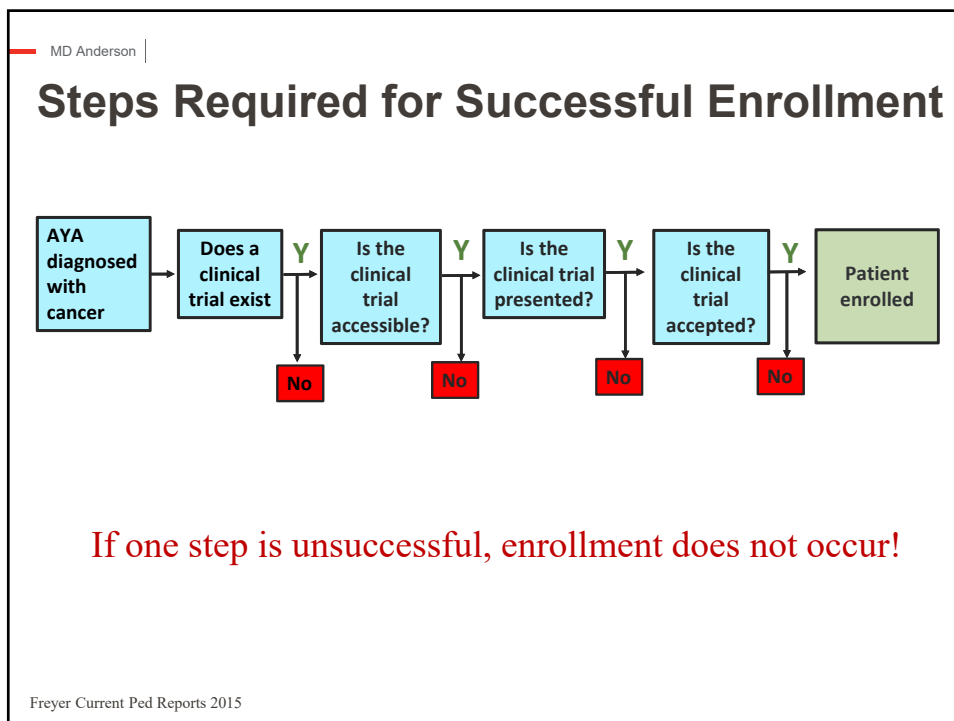 MD Anderson
Steps Required for Successful Enrollment
AYA
diagnosed
with
cancer
Does a
clinical
trial exist
Y
Is the
clinical
trial
accessible?
Y
Is the
clinical trial
presented?
Y
Is the
clinical
trial
accepted?
Y
Patient
enrolled
No
No
No
No
If one step is unsuccessful, enrollment does not occur!
Freyer Current Ped Reports 2015